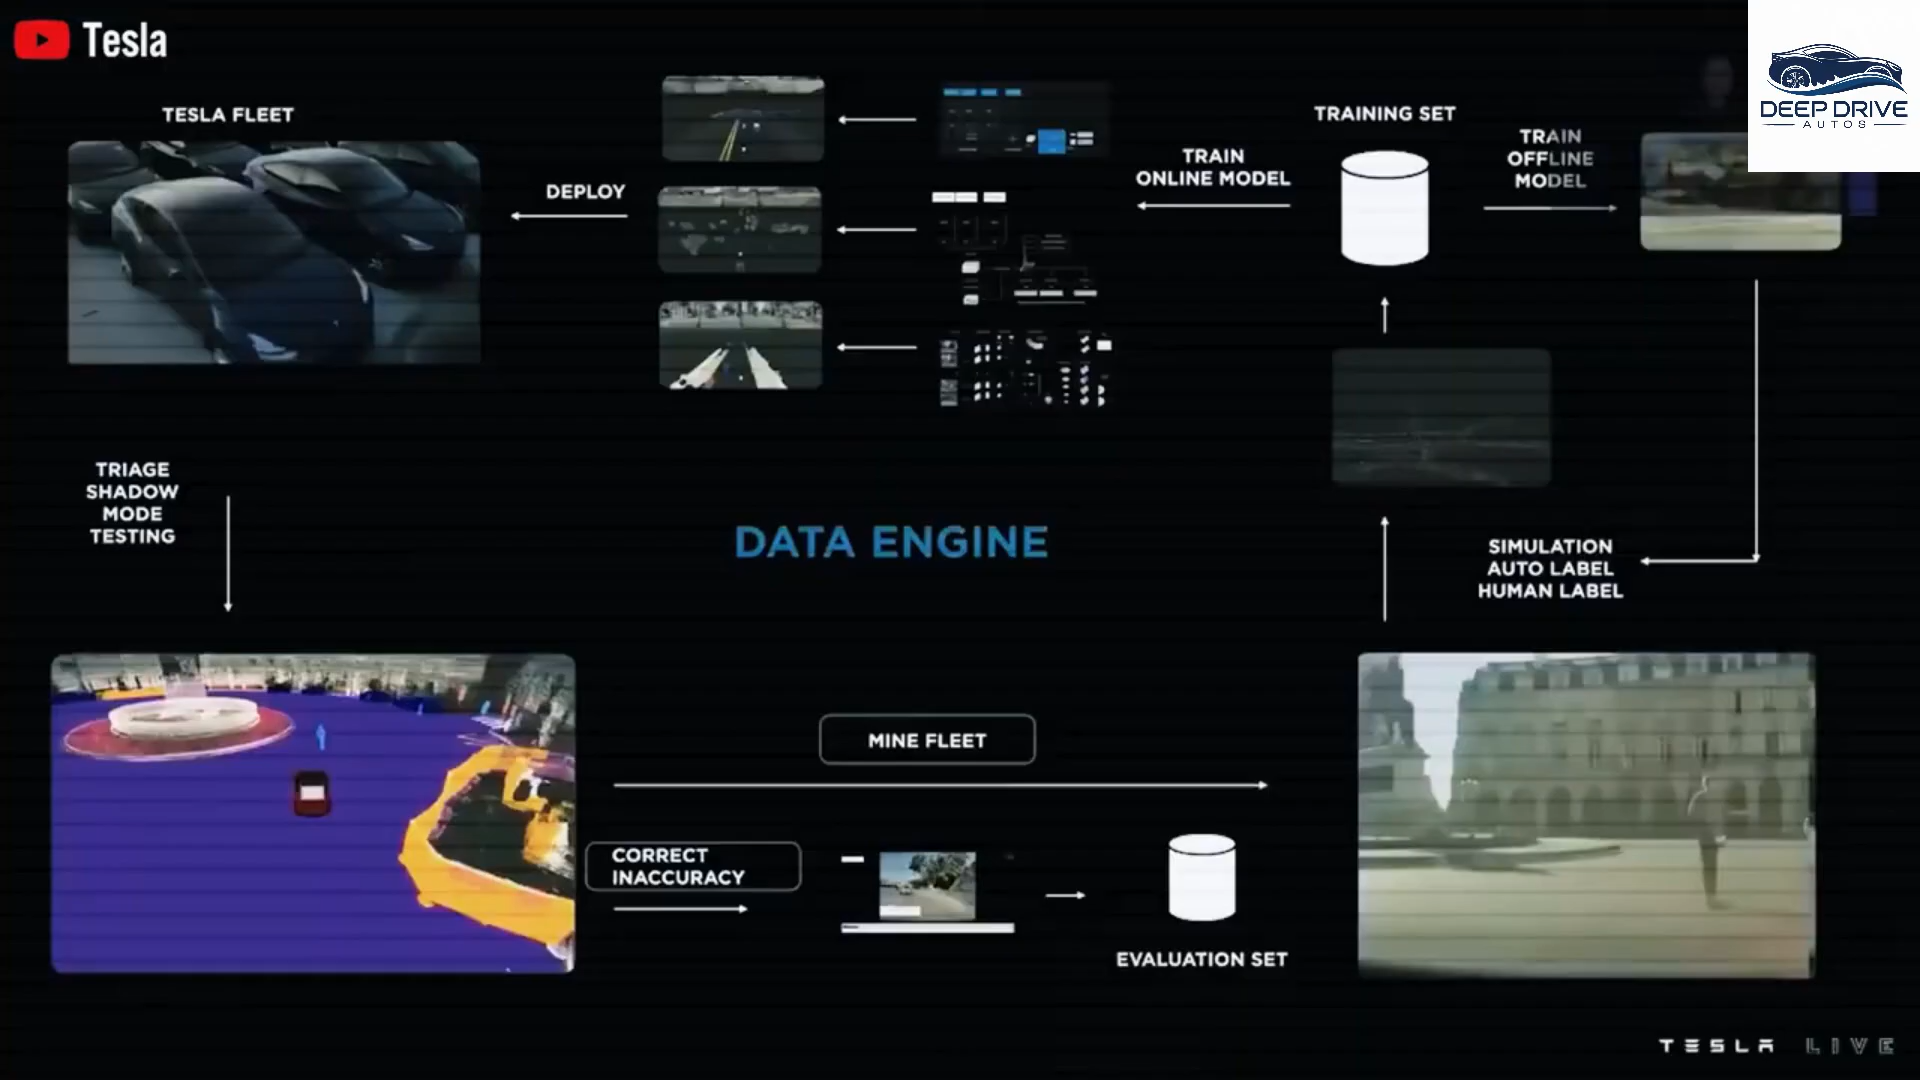 Tesla
DEEP DRIVE
AUTOS
TESLA FLEET
DEPLOY
TRAIN
ONLINE MODEL
TRAINING SET
TRAIN
OFFLINE
MODEL
TRIAGE
SHADOW
MODE
TESTING
DATA ENGINE
SIMULATION
AUTO LABEL
HUMAN LABEL
MINE FLEET
CORRECT
INACCURACY
EVALUATION SET
TESLA LIVE